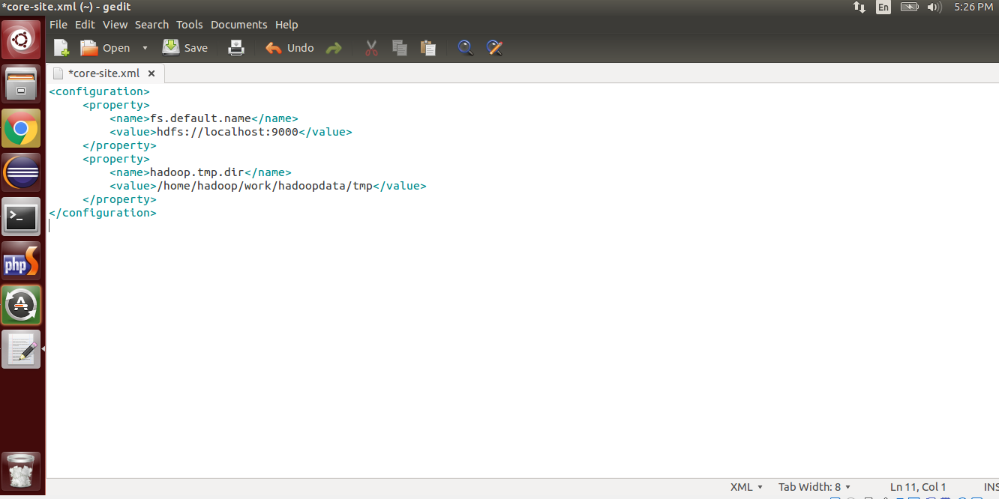 *core-site.xml (~) - gedit
En
5:26 PM
File Edit View Search Tools Documents Help
Open Save Undo
*core-site.xml
<configuration>
     <property>
         <name>fs.default.name</name>
         <value>hdfs://localhost:9000</value>
     </property>
     <property>
         <name>hadoop.tmp.dir</name>
         <value>/home/hadoop/work/hadoopdata/tmp</value>
     </property>
</configuration>
>_
php S
A
XML Tab Width: 8 Ln 11, Col 1 INS